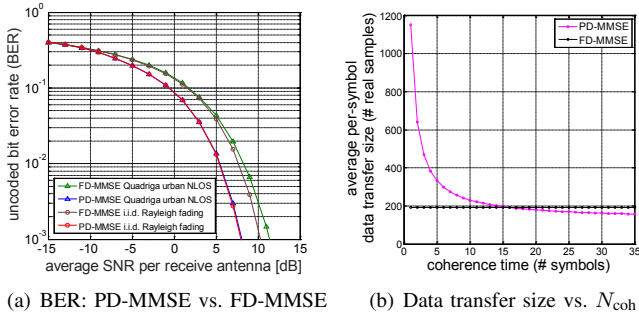 uncoded bit error rate (BER)
10⁰
10⁻¹
10⁻²
10⁻³
FD-MMSE Quadriga urban NLOS
PD-MMSE Quadriga urban NLOS
FD-MMSE i.i.d. Rayleigh fading
PD-MMSE i.i.d. Rayleigh fading
-15 -10 -5 0 5 10 15
average SNR per receive antenna [dB]
(a) BER: PD-MMSE vs. FD-MMSE
average per-symbol
data transfer size (# real samples)
1200
1000
800
600
400
200
0
PD-MMSE
FD-MMSE
0 5 10 15 20 25 30 35
coherence time (# symbols)
(b) Data transfer size vs. N_coh